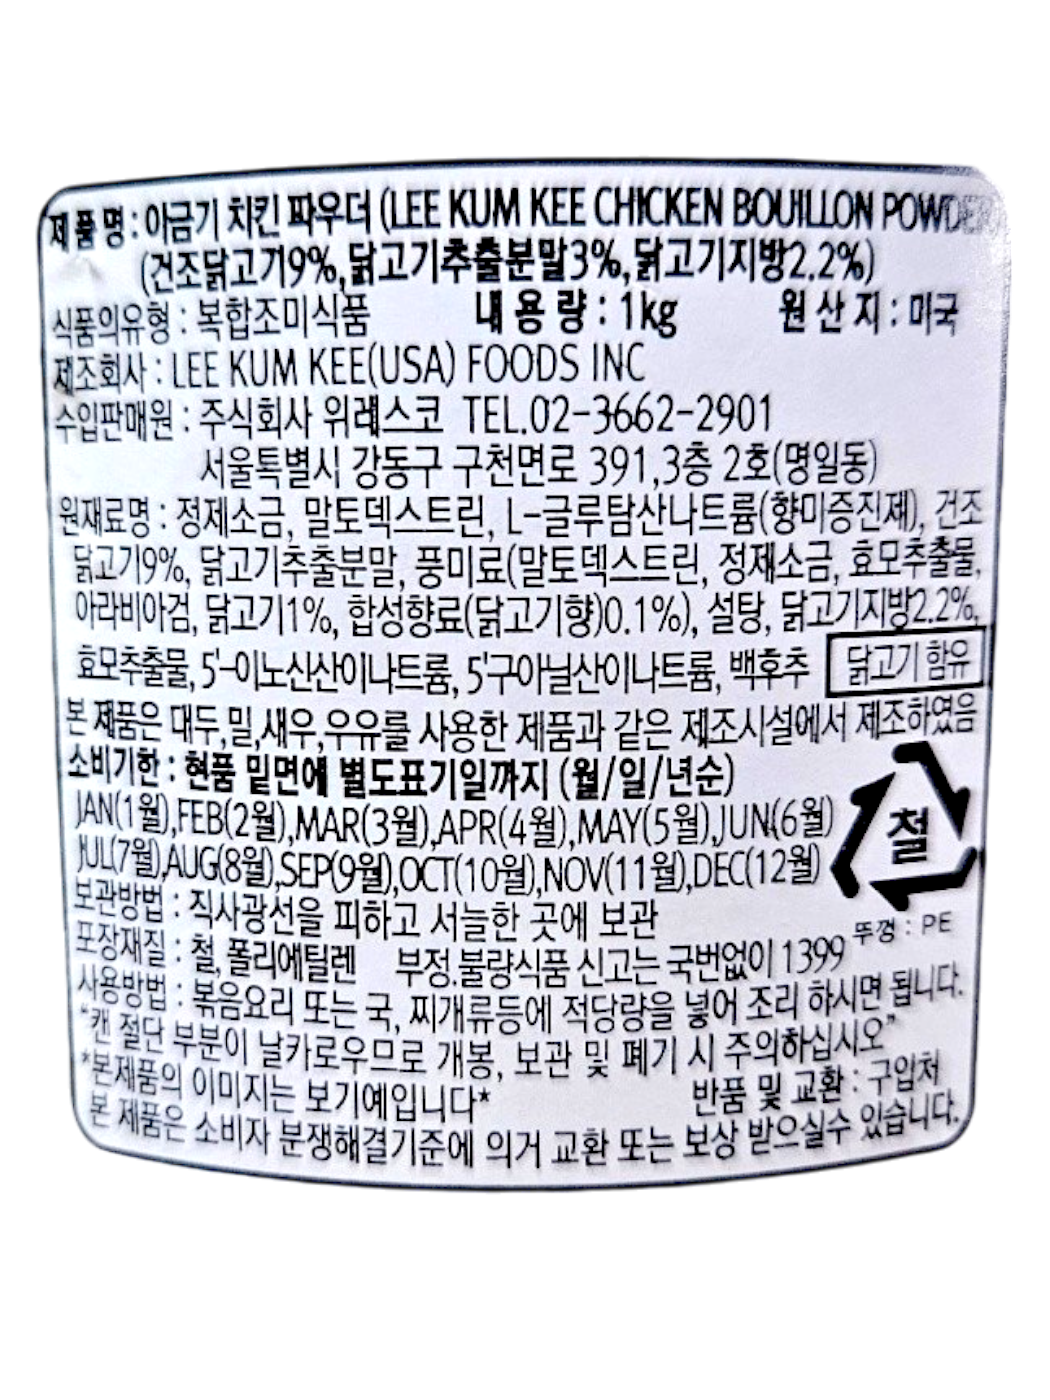 제품명 : 이금기 치킨 파우더 (LEE KUM KEE CHICKEN BOUILLON POWDER
(건조닭고기9%,닭고기추출분말3%,닭고기지방2.2%)
식품의유형 : 복합조미식품 내용량 : 1kg 원산지 : 미국
제조회사 : LEE KUM KEE(USA) FOODS INC
수입판매원 : 주식회사 위레스코 TEL.02-3662-2901
서울특별시 강동구 구천면로 391,3층 2호(명일동)
원재료명 : 정제소금, 말토덱스트린, L-글루탐산나트륨(향미증진제), 건조
닭고기9%, 닭고기추출분말, 풍미료(말토덱스트린, 정제소금, 효모추출물,
아라비아검, 닭고기1%, 합성향료(닭고기향)0.1%), 설탕, 닭고기지방2.2%,
효모추출물, 5'-이노신산이나트륨, 5'구아닐산이나트륨, 백후추 닭고기 함유
본 제품은 대두,밀,새우,우유를 사용한 제품과 같은 제조시설에서 제조하였음
소비기한 : 현품 밑면에 별도표기일까지 (월/일/년순)
JAN(1월),FEB(2월),MAR(3월),APR(4월),MAY(5월),JUN(6월)
JUL(7월),AUG(8월),SEP(9월),OCT(10월),NOV(11월),DEC(12월)
철
보관방법 : 직사광선을 피하고 서늘한 곳에 보관
뚜껑 : PE
포장재질 : 철, 폴리에틸렌 부정.불량식품 신고는 국번없이 1399
사용방법 : 볶음요리 또는 국, 찌개류등에 적당량을 넣어 조리 하시면 됩니다.
"캔 절단 부분이 날카로우므로 개봉, 보관 및 폐기 시 주의하십시오"
*본제품의 이미지는 보기예입니다* 반품 및 교환 : 구입처
본 제품은 소비자 분쟁해결기준에 의거 교환 또는 보상 받으실수 있습니다.